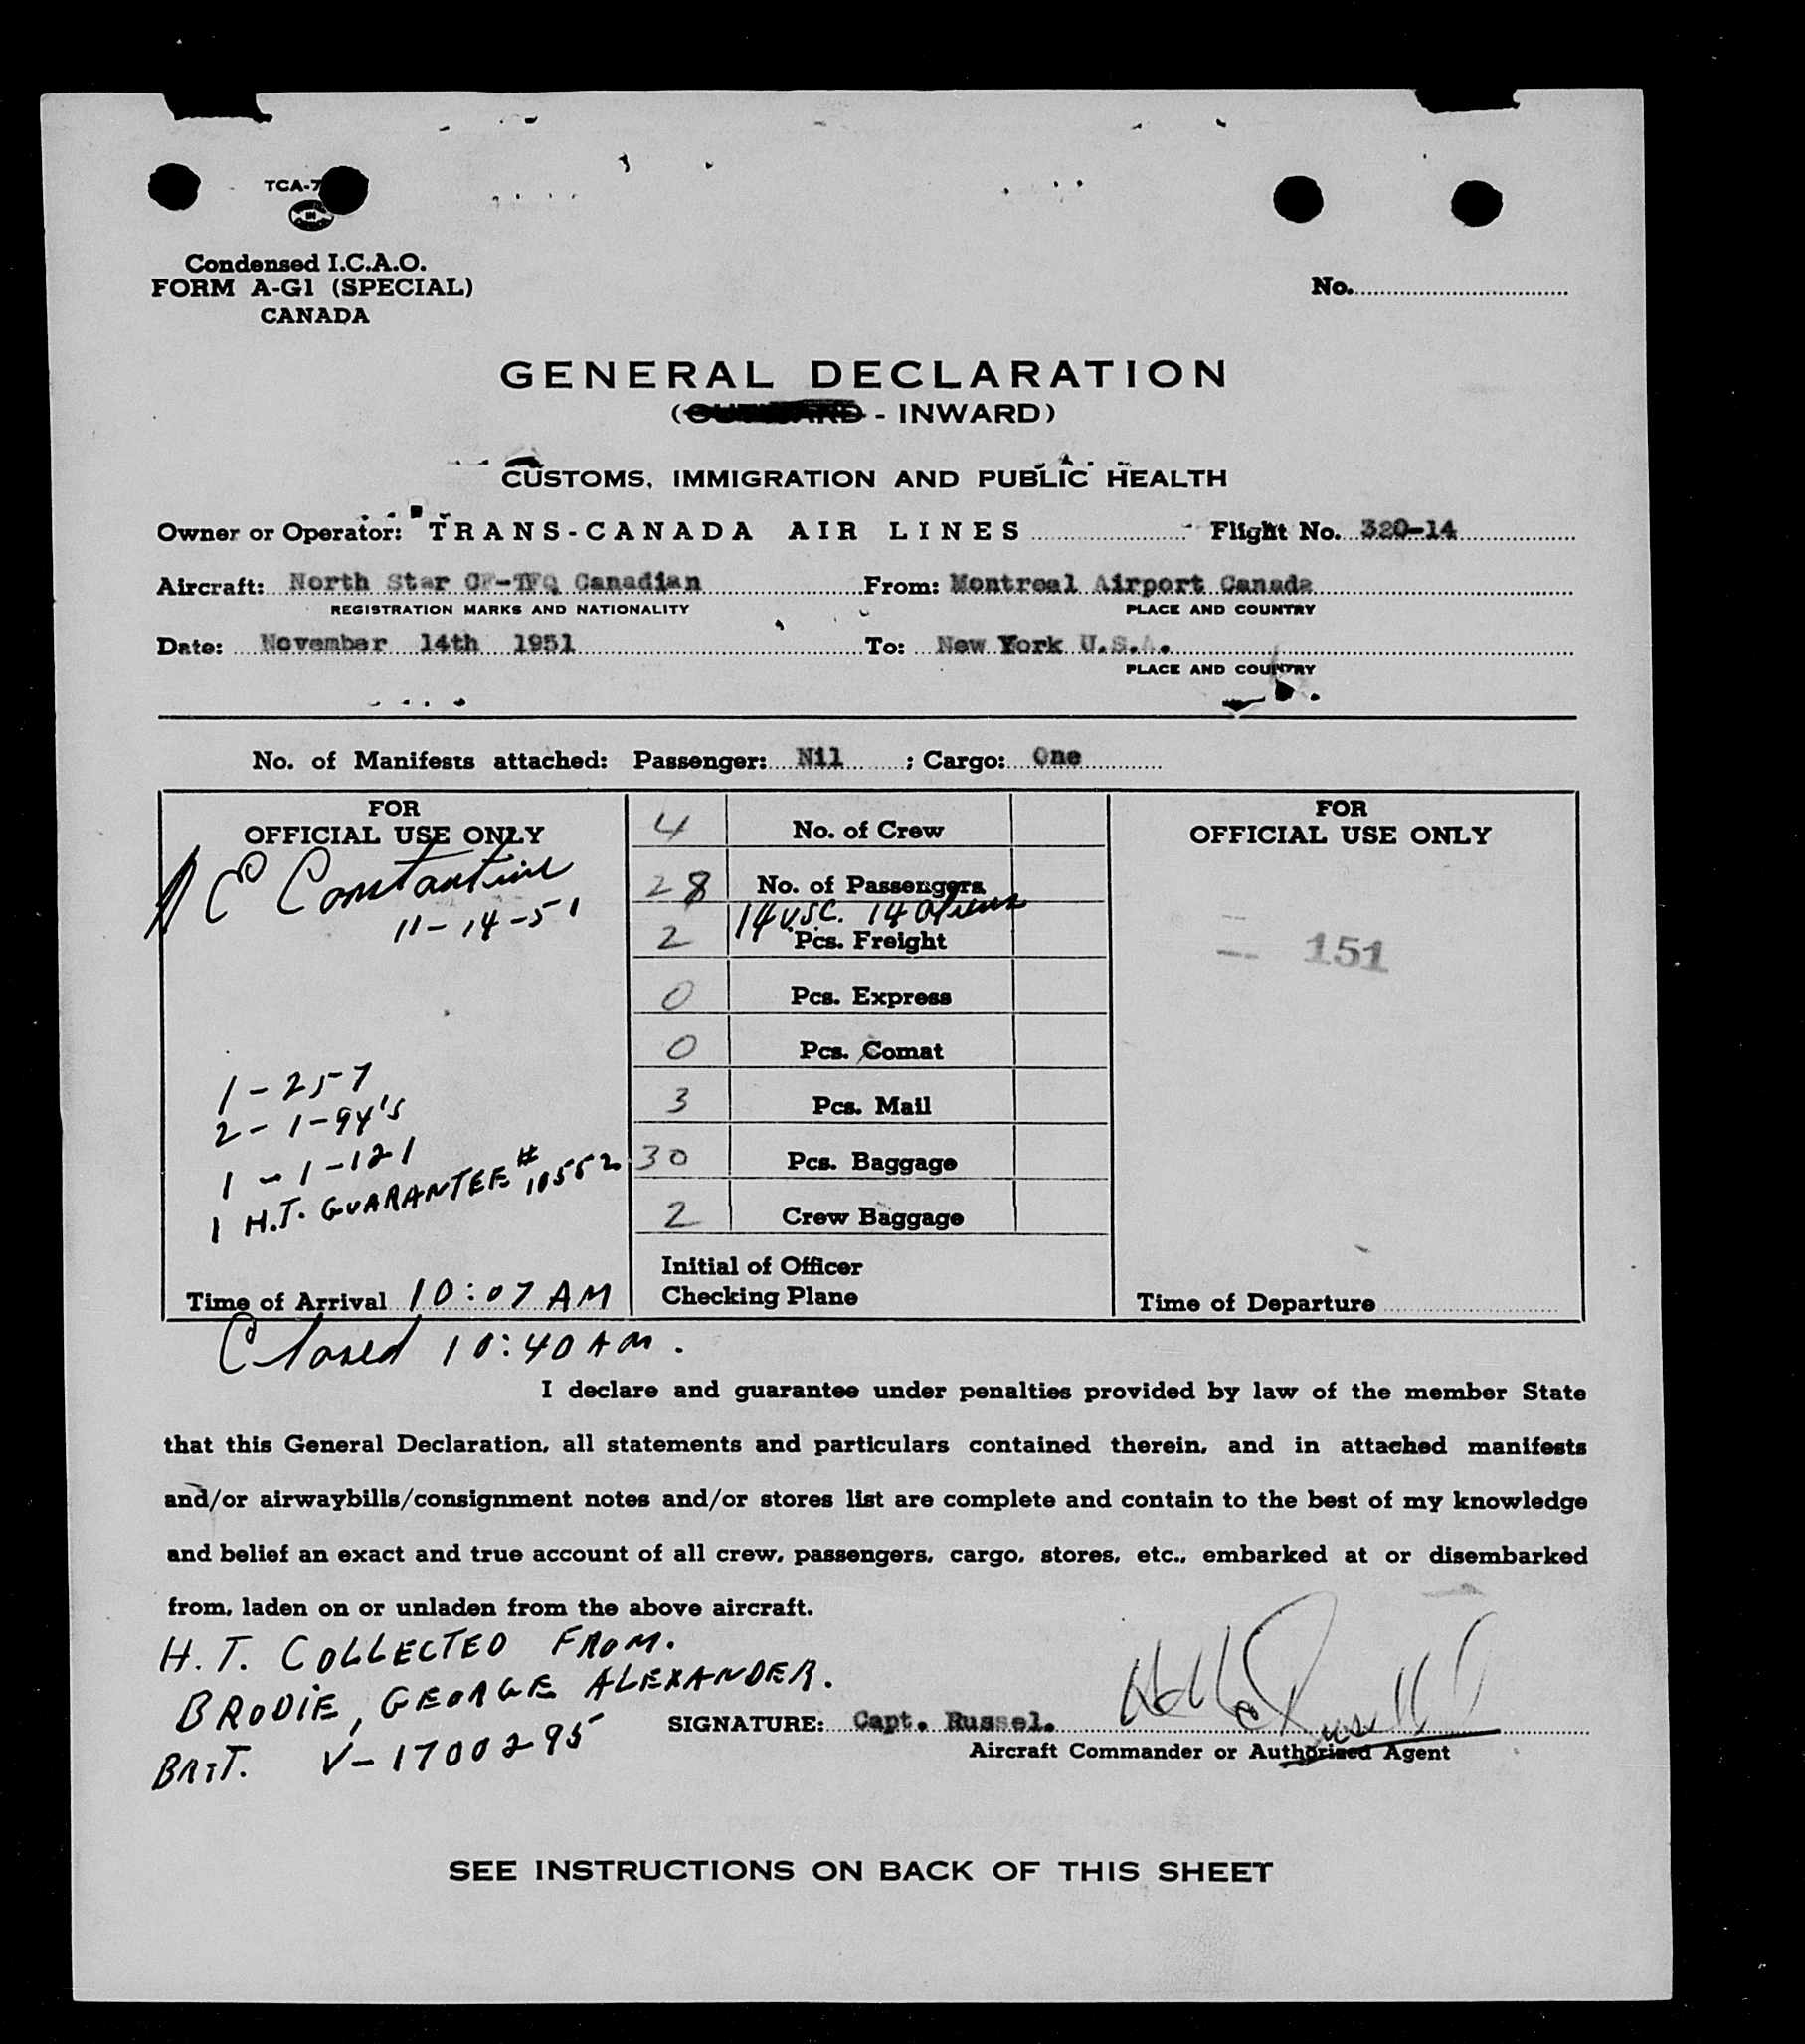 TCA-7
Condensed I.C.A.O.
FORM A-G1 (SPECIAL)
CANADA
No.
GENERAL DECLARATION
(OUTWARD - INWARD)
CUSTOMS, IMMIGRATION AND PUBLIC HEALTH
Owner or Operator: TRANS-CANADA AIR LINES Flight No. 320-14
Aircraft: North Star CF-TFQ Canadian From: Montreal Airport Canada
REGISTRATION MARKS AND NATIONALITY PLACE AND COUNTRY
Date: November 14th 1951 To: New York U.S.A.
PLACE AND COUNTRY
No. of Manifests attached: Passenger: Nil ; Cargo: One
FOR
OFFICIAL USE ONLY
C Constantine
11-14-51
1-257
2-1-94's
1-1-121
1 H.T. GUARANTEE # 10552
Time of Arrival 10:07 AM
4 No. of Crew
28 No. of Passengers
14 U.S.C. 14 Aliens
2 Pcs. Freight
0 Pcs. Express
0 Pcs. Comat
3 Pcs. Mail
30 Pcs. Baggage
2 Crew Baggage
Initial of Officer
Checking Plane
FOR
OFFICIAL USE ONLY
151
Time of Departure
Closed 10:40 AM.
I declare and guarantee under penalties provided by law of the member State
that this General Declaration, all statements and particulars contained therein, and in attached manifests
and/or airwaybills/consignment notes and/or stores list are complete and contain to the best of my knowledge
and belief an exact and true account of all crew, passengers, cargo, stores, etc., embarked at or disembarked
from, laden on or unladen from the above aircraft.
H.T. COLLECTED FROM.
BRODIE, GEORGE ALEXANDER.
BRIT. V-1700295
SIGNATURE: Capt. Russel.
Aircraft Commander or Authorized Agent
SEE INSTRUCTIONS ON BACK OF THIS SHEET